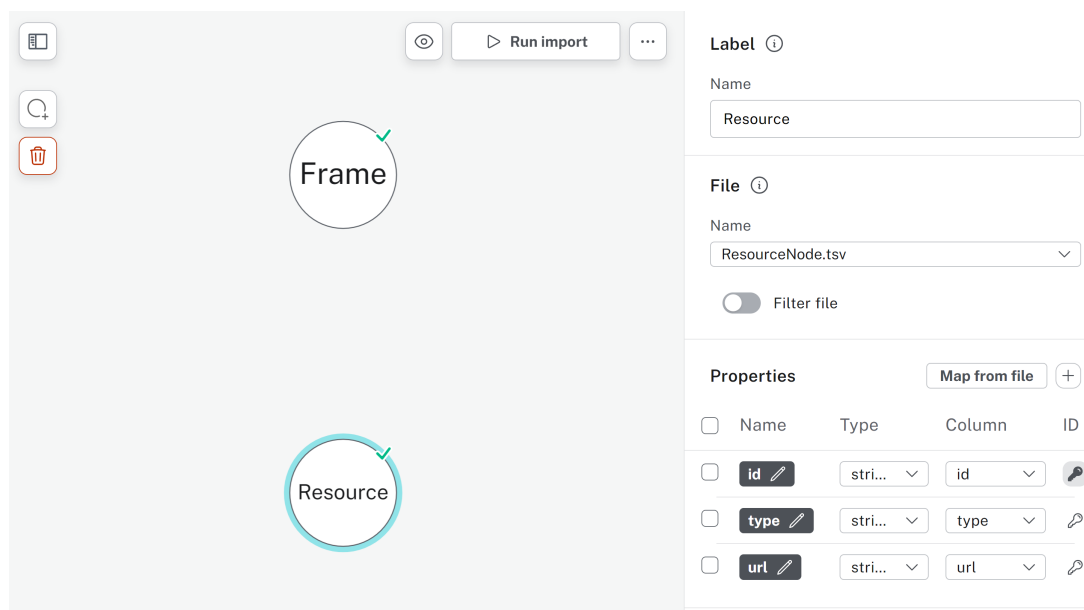 Run import
...
Frame
Resource
Label
Name
Resource
File
Name
ResourceNode.tsv
Filter file
Properties
Map from file
Name Type Column ID
id stri... id
type stri... type
url stri... url